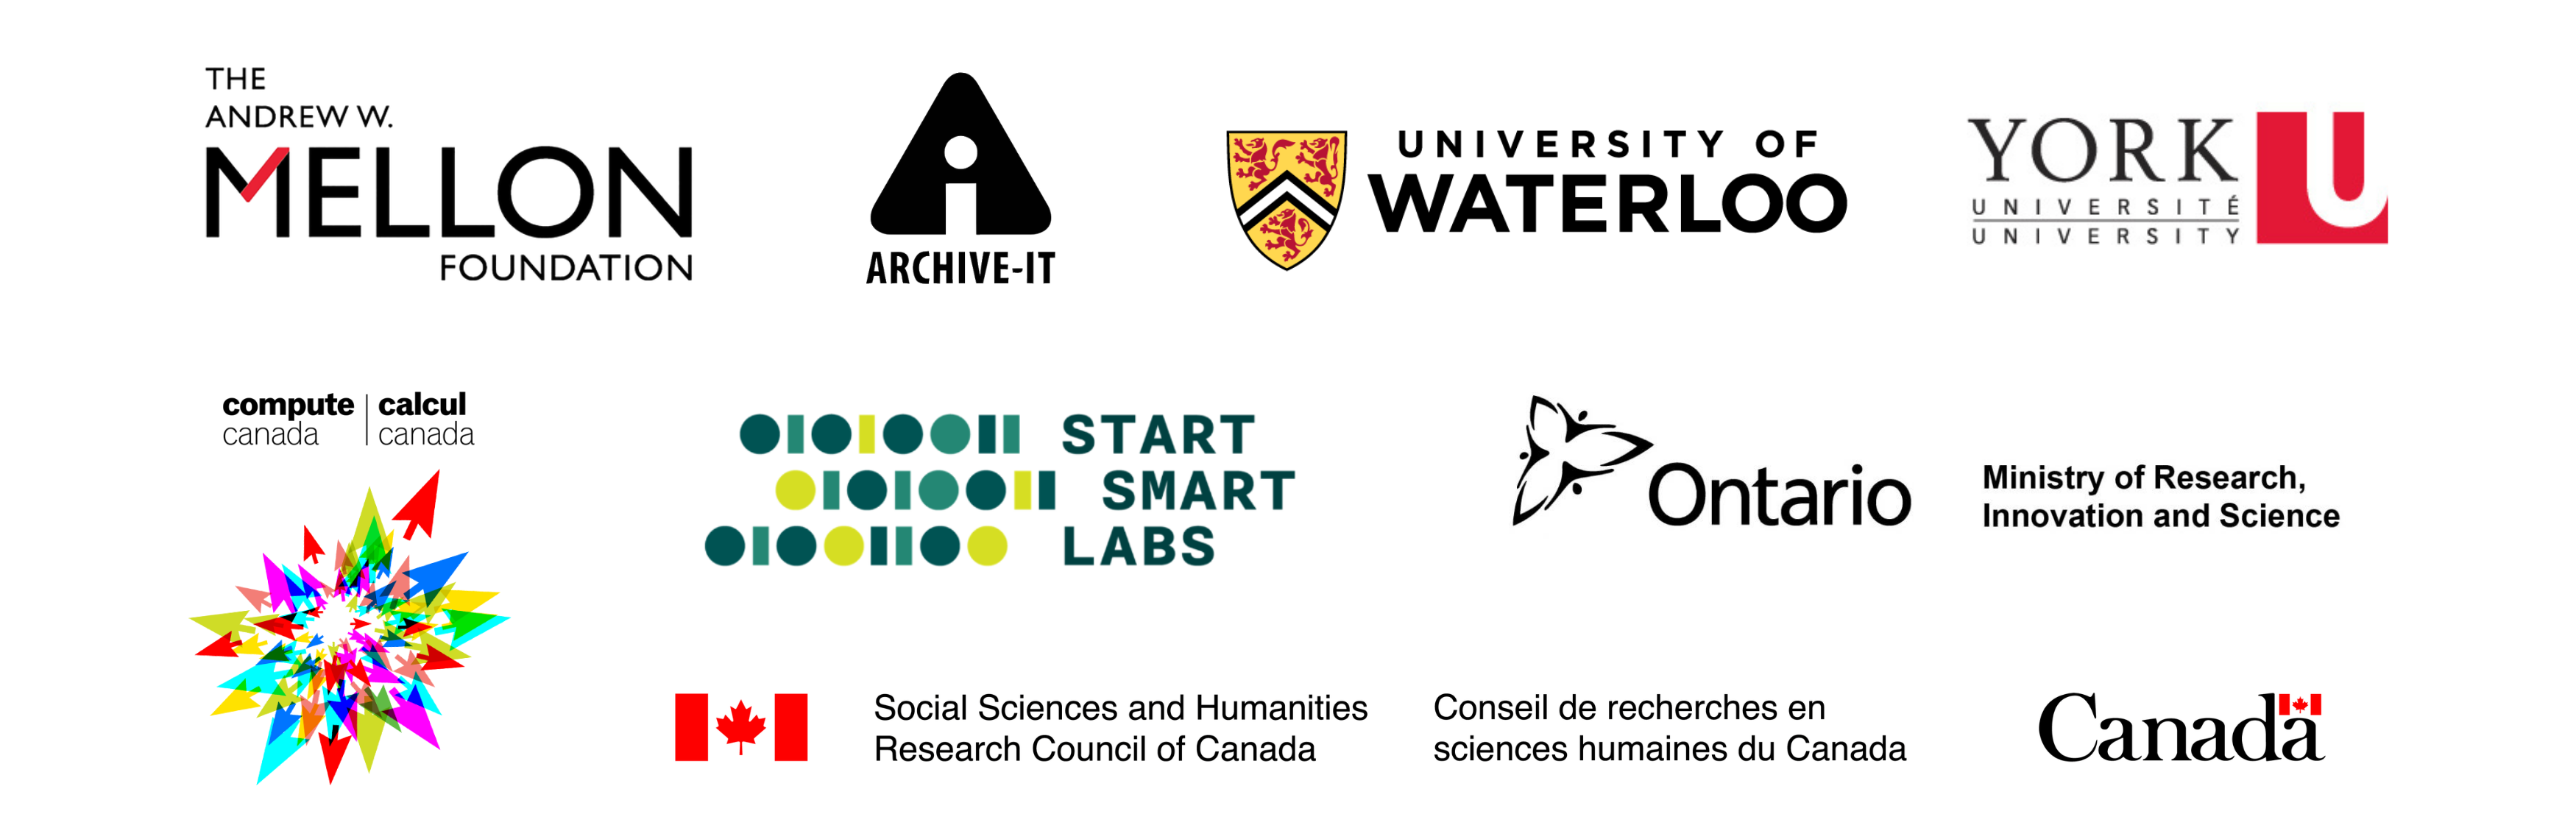 THE
ANDREW W.
MELLON
FOUNDATION
ARCHIVE-IT
UNIVERSITY OF
WATERLOO
YORK
UNIVERSITÉ
UNIVERSITY
U
compute canada
calcul canada
START
SMART
LABS
Ontario
Ministry of Research,
Innovation and Science
Social Sciences and Humanities
Research Council of Canada
Conseil de recherches en
sciences humaines du Canada
Canada